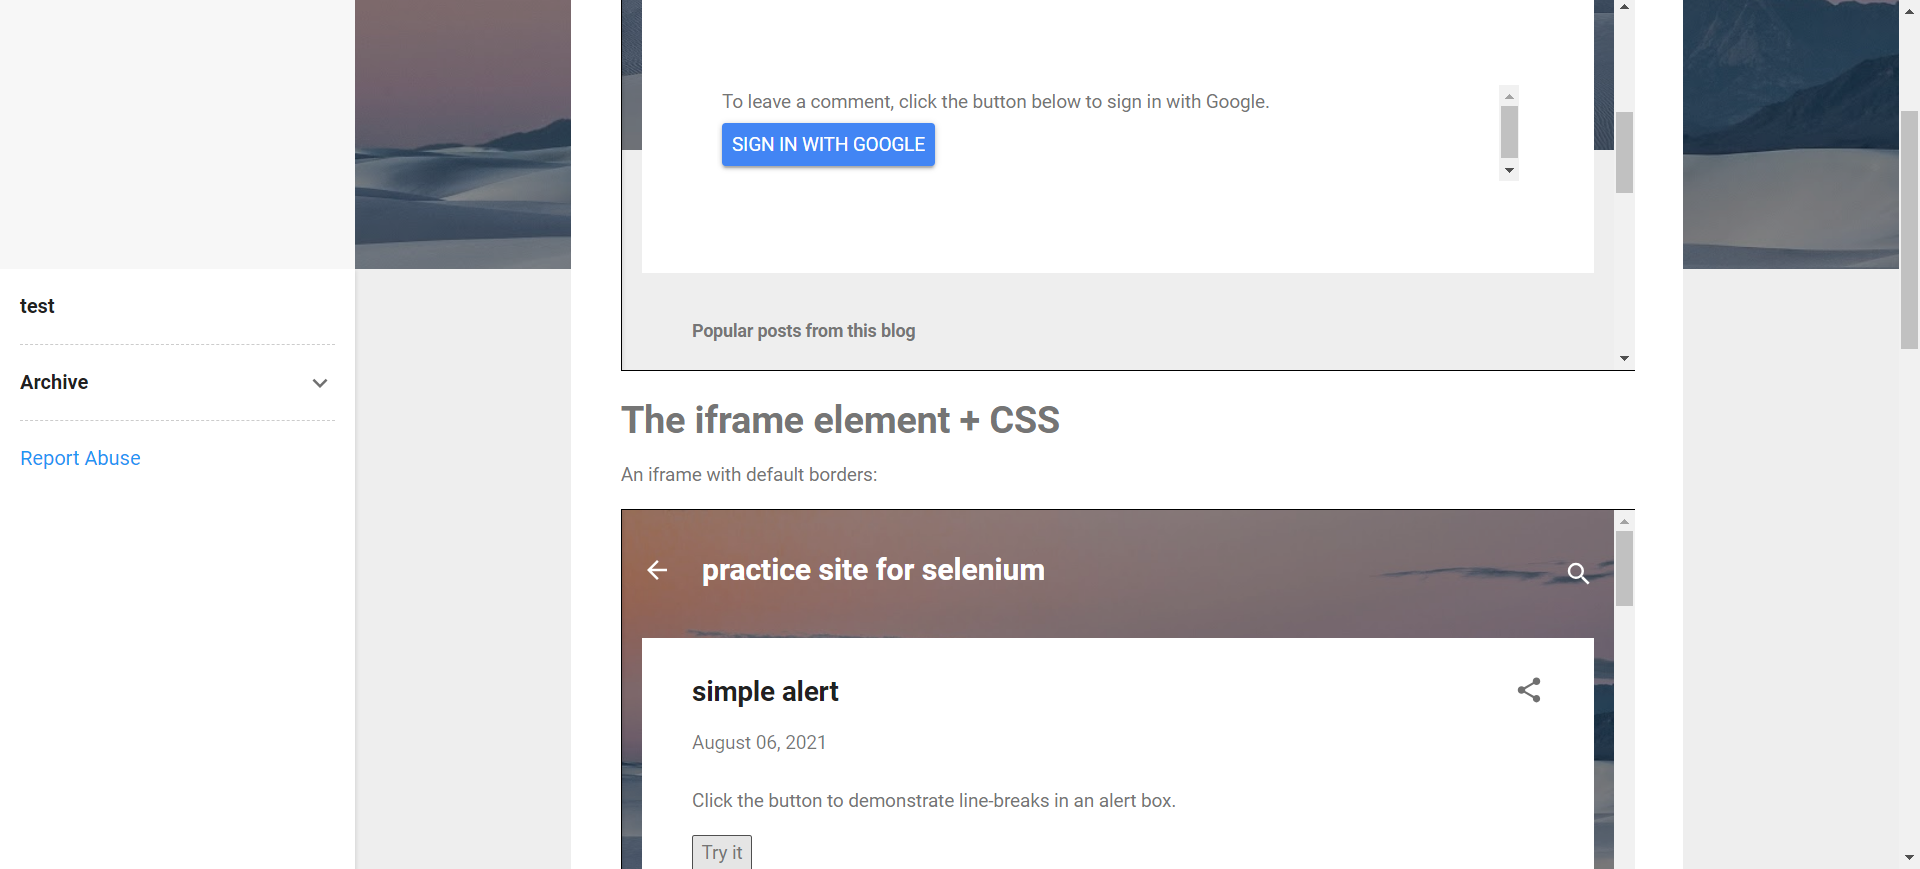 To leave a comment, click the button below to sign in with Google.
SIGN IN WITH GOOGLE
test
Popular posts from this blog
Archive
The iframe element + CSS
Report Abuse
An iframe with default borders:
practice site for selenium
simple alert
August 06, 2021
Click the button to demonstrate line-breaks in an alert box.
Try it